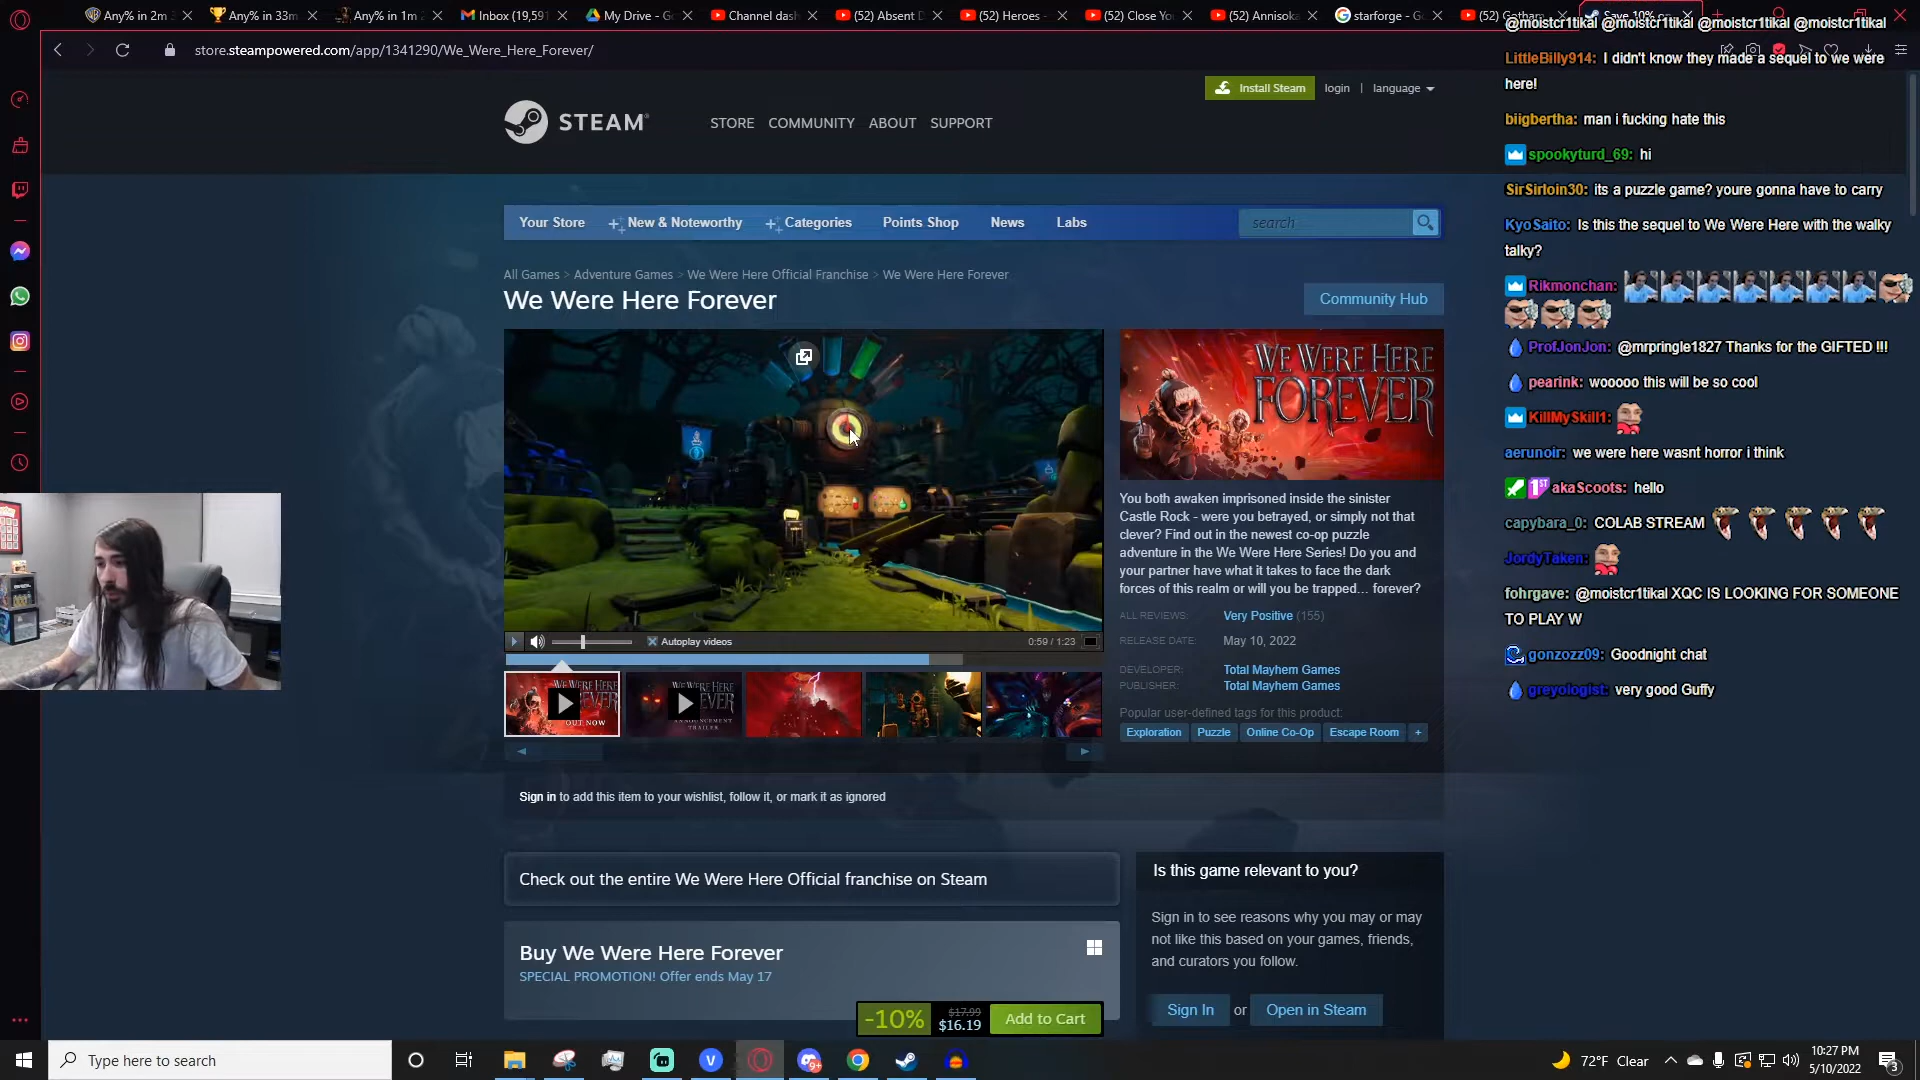 Any% in 2m
Any% in 33m
Any% in 1m
Inbox (19,591
My Drive - Go
Channel dash
(52) Absent D
(52) Heroes -
(52) Close You
(52) Annisoka
starforge - Go
store.steampowered.com/app/1341290/We_Were_Here_Forever/
Install Steam
login | language
STEAM
STORE COMMUNITY ABOUT SUPPORT
Your Store
New & Noteworthy
Categories
Points Shop
News
Labs
search
All Games > Adventure Games > We Were Here Official Franchise > We Were Here Forever
We Were Here Forever
Community Hub
WE WERE HERE
FOREVER
Autoplay videos
0:59 / 1:23
WE WERE HERE
FOREVER
OUT NOW
WE WERE HERE
FOREVER
ANNOUNCEMENT
TRAILER
You both awaken imprisoned inside the sinister
Castle Rock - were you betrayed, or simply not that
clever? Find out in the newest co-op puzzle
adventure in the We Were Here Series! Do you and
your partner have what it takes to face the dark
forces of this realm or will you be trapped... forever?
ALL REVIEWS: Very Positive (155)
RELEASE DATE: May 10, 2022
DEVELOPER: Total Mayhem Games
PUBLISHER: Total Mayhem Games
Popular user-defined tags for this product:
Exploration
Puzzle
Online Co-Op
Escape Room
+
Sign in to add this item to your wishlist, follow it, or mark it as ignored
Check out the entire We Were Here Official franchise on Steam
Buy We Were Here Forever
SPECIAL PROMOTION! Offer ends May 17
-10%
$17.99
$16.19
Add to Cart
Is this game relevant to you?
Sign in to see reasons why you may or may
not like this based on your games, friends,
and curators you follow.
Sign In or Open in Steam
@moistcr1tikal @moistcr1tikal @moistcr1tikal @moistcr1tikal
LittleBilly914: I didn't know they made a sequel to we were
here!
biigbertha: man i fucking hate this
spookyturd_69: hi
SirSirloin30: its a puzzle game? youre gonna have to carry
KyoSaito: Is this the sequel to We Were Here with the walky
talky?
Rikmonchan:
ProfJonJon: @mrpringle1827 Thanks for the GIFTED !!!
pearink: wooooo this will be so cool
KillMySkill1:
aerunoir: we were here wasnt horror i think
1ST akaScoots: hello
capybara_0: COLAB STREAM
JordyTaken:
fohrgave: @moistcr1tikal XQC IS LOOKING FOR SOMEONE
TO PLAY W
gonzozz09: Goodnight chat
greyologist: very good Guffy
Type here to search
72°F Clear
10:27 PM
5/10/2022
3